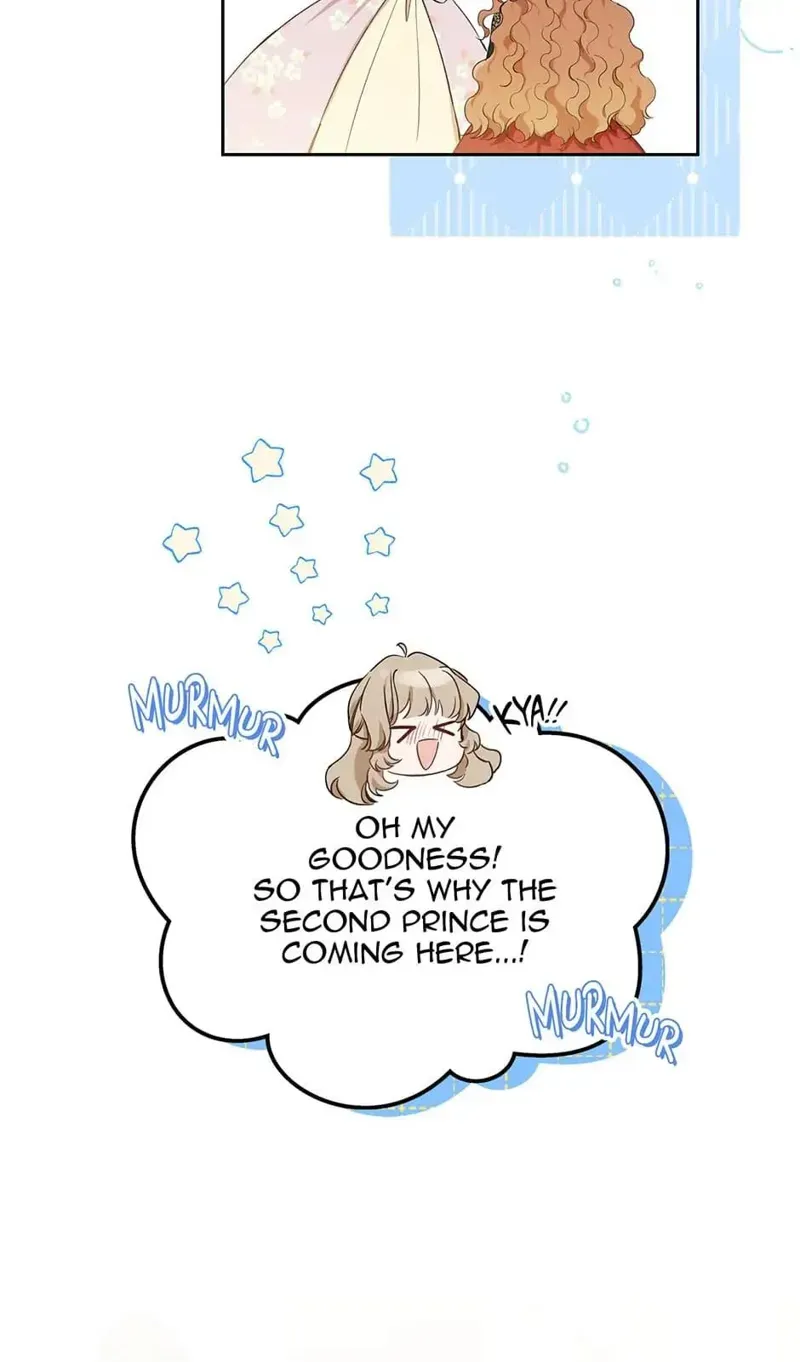 MURMUR
KYA!!
OH MY
GOODNESS!
SO THAT'S WHY THE
SECOND PRINCE IS
COMING HERE...!
MURMUR